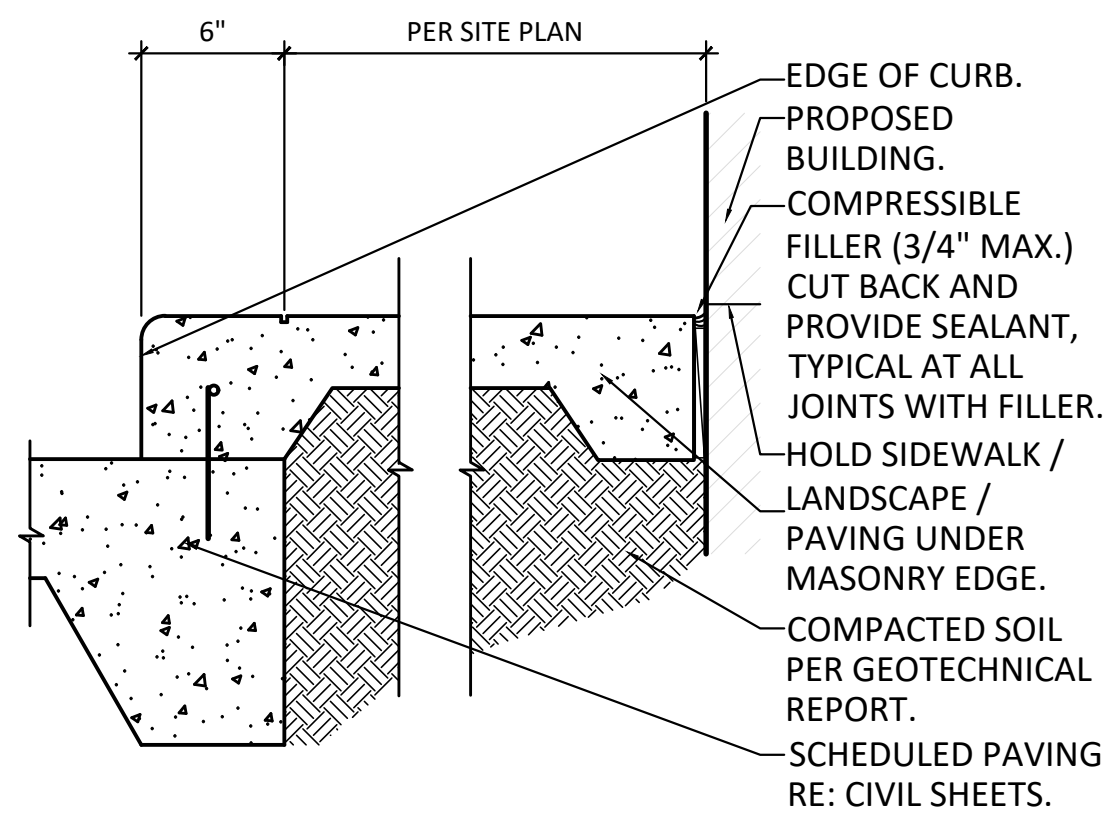 6"
PER SITE PLAN
EDGE OF CURB.
PROPOSED
BUILDING.
COMPRESSIBLE
FILLER (3/4" MAX.)
CUT BACK AND
PROVIDE SEALANT,
TYPICAL AT ALL
JOINTS WITH FILLER.
HOLD SIDEWALK /
LANDSCAPE /
PAVING UNDER
MASONRY EDGE.
COMPACTED SOIL
PER GEOTECHNICAL
REPORT.
SCHEDULED PAVING
RE: CIVIL SHEETS.